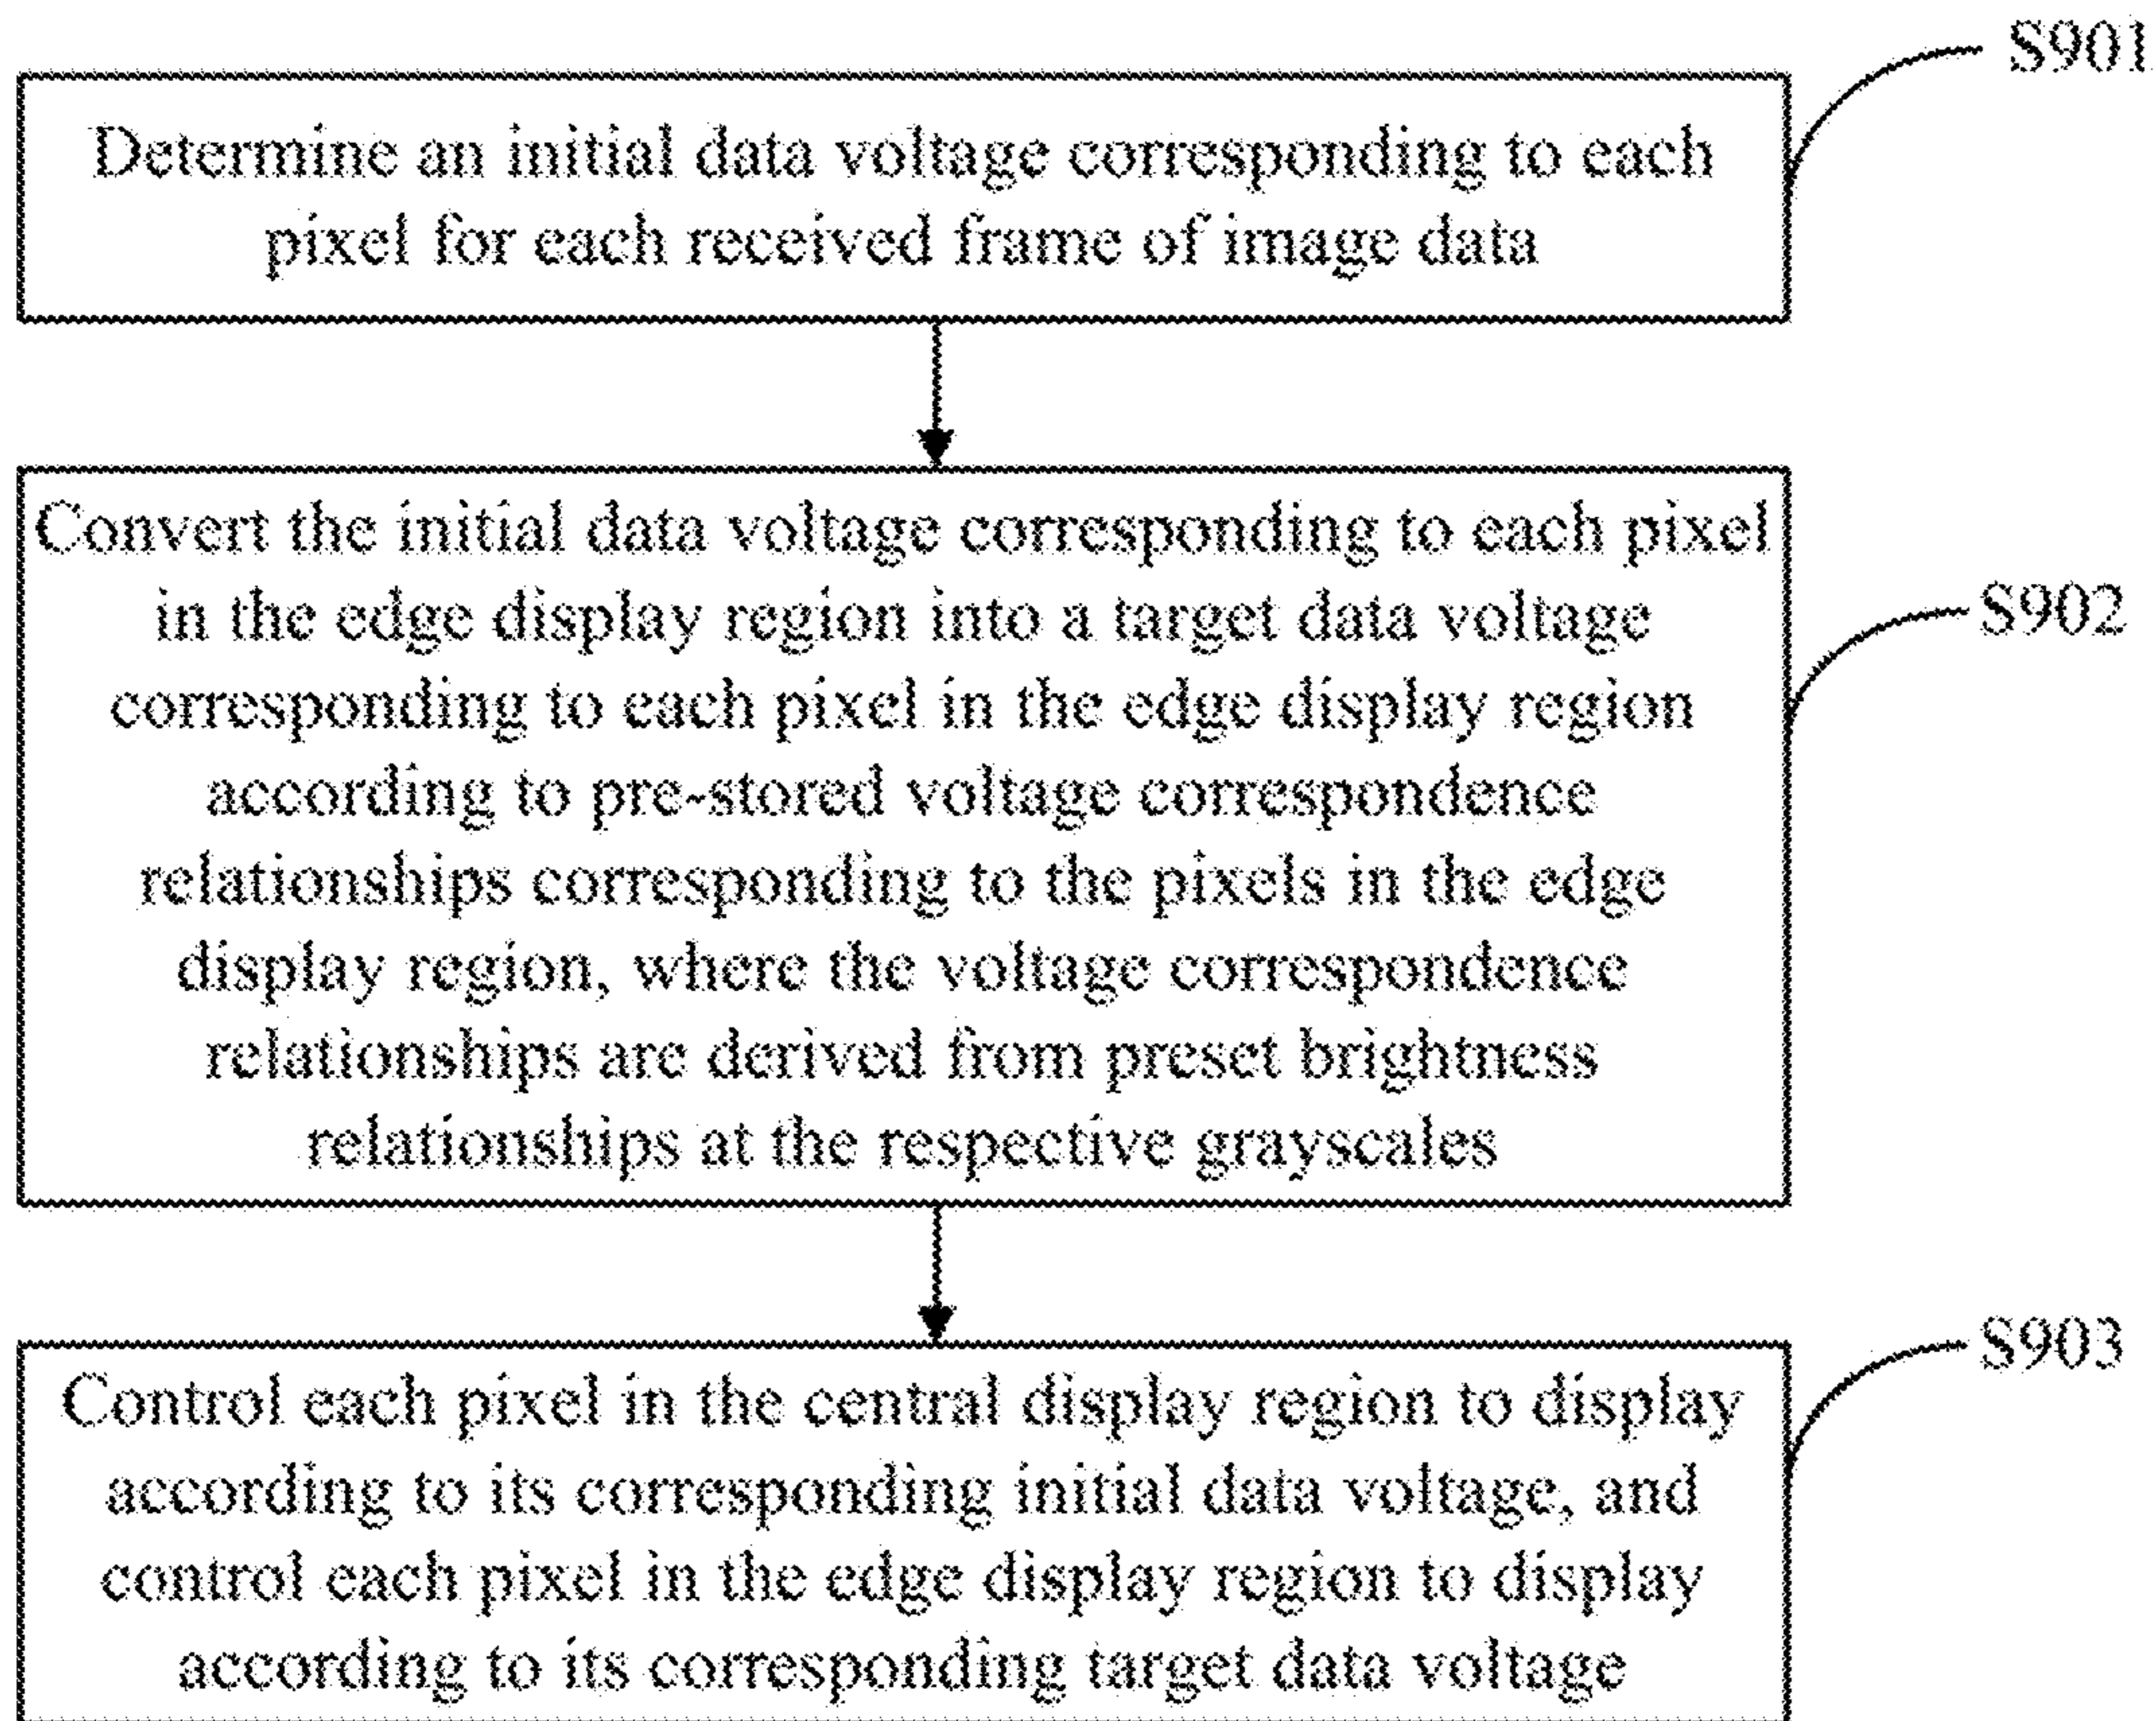 S901
Determine an initial data voltage corresponding to each
pixel for each received frame of image data
Convert the initial data voltage corresponding to each pixel
in the edge display region into a target data voltage
S902
corresponding to each pixel in the edge display region
according to pre-stored voltage correspondence
relationships corresponding to the pixels in the edge
display region, where the voltage correspondence
relationships are derived from preset brightness
relationships at the respective grayscales
S903
Control each pixel in the central display region to display
according to its corresponding initial data voltage, and
control each pixel in the edge display region to display
according to its corresponding target data voltage